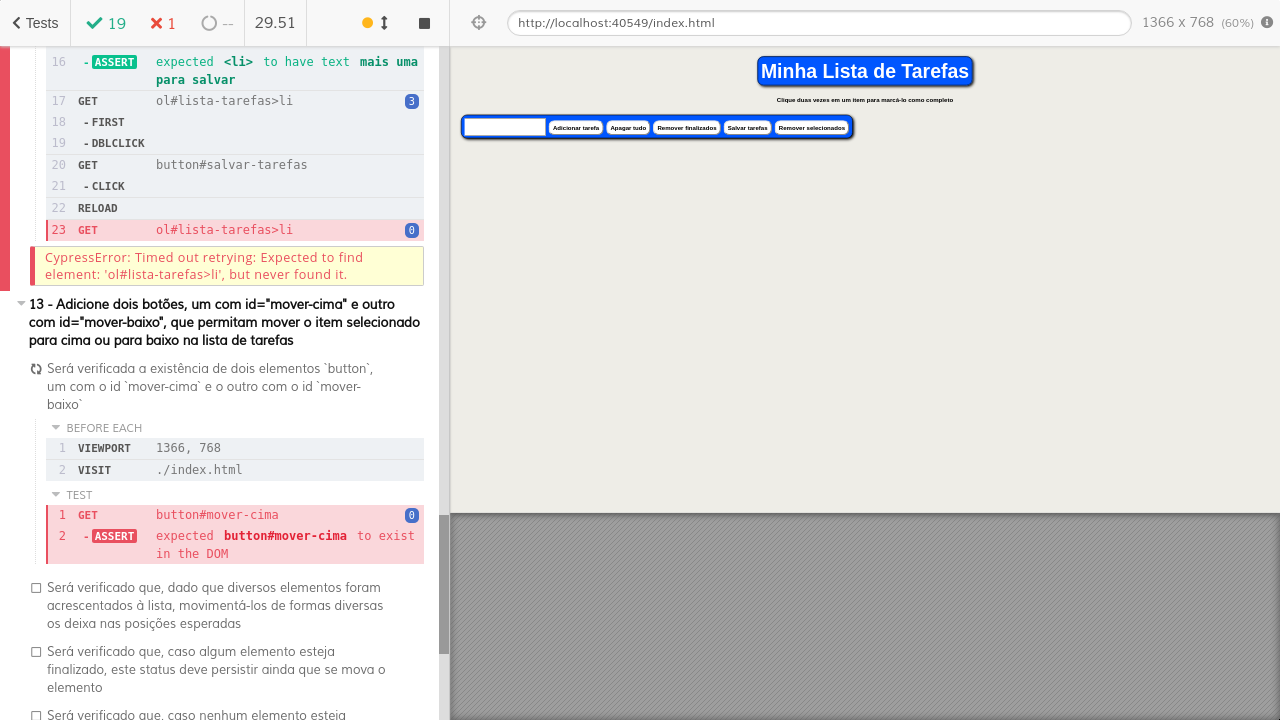 Tests
19
1
--
29.51
http://localhost:40549/index.html
1366 x 768 (60%)
16 - ASSERT expected <li> to have text mais uma
para salvar
17 GET ol#lista-tarefas>li 3
18 - FIRST
19 - DBLCLICK
20 GET button#salvar-tarefas
21 - CLICK
22 RELOAD
23 GET ol#lista-tarefas>li 0
CypressError: Timed out retrying: Expected to find
element: 'ol#lista-tarefas>li', but never found it.
13 - Adicione dois botões, um com id="mover-cima" e outro
com id="mover-baixo", que permitam mover o item selecionado
para cima ou para baixo na lista de tarefas
Será verificada a existência de dois elementos `button`,
um com o id `mover-cima` e o outro com o id `mover-
baixo`
BEFORE EACH
1 VIEWPORT 1366, 768
2 VISIT ./index.html
TEST
1 GET button#mover-cima 0
2 - ASSERT expected button#mover-cima to exist
in the DOM
Será verificado que, dado que diversos elementos foram
acrescentados à lista, movimentá-los de formas diversas
os deixa nas posições esperadas
Será verificado que, caso algum elemento esteja
finalizado, este status deve persistir ainda que se mova o
elemento
Será verificado que, caso nenhum elemento esteja
Minha Lista de Tarefas
Clique duas vezes em um item para marcá-lo como completo
Adicionar tarefa Apagar tudo Remover finalizados Salvar tarefas Remover selecionados